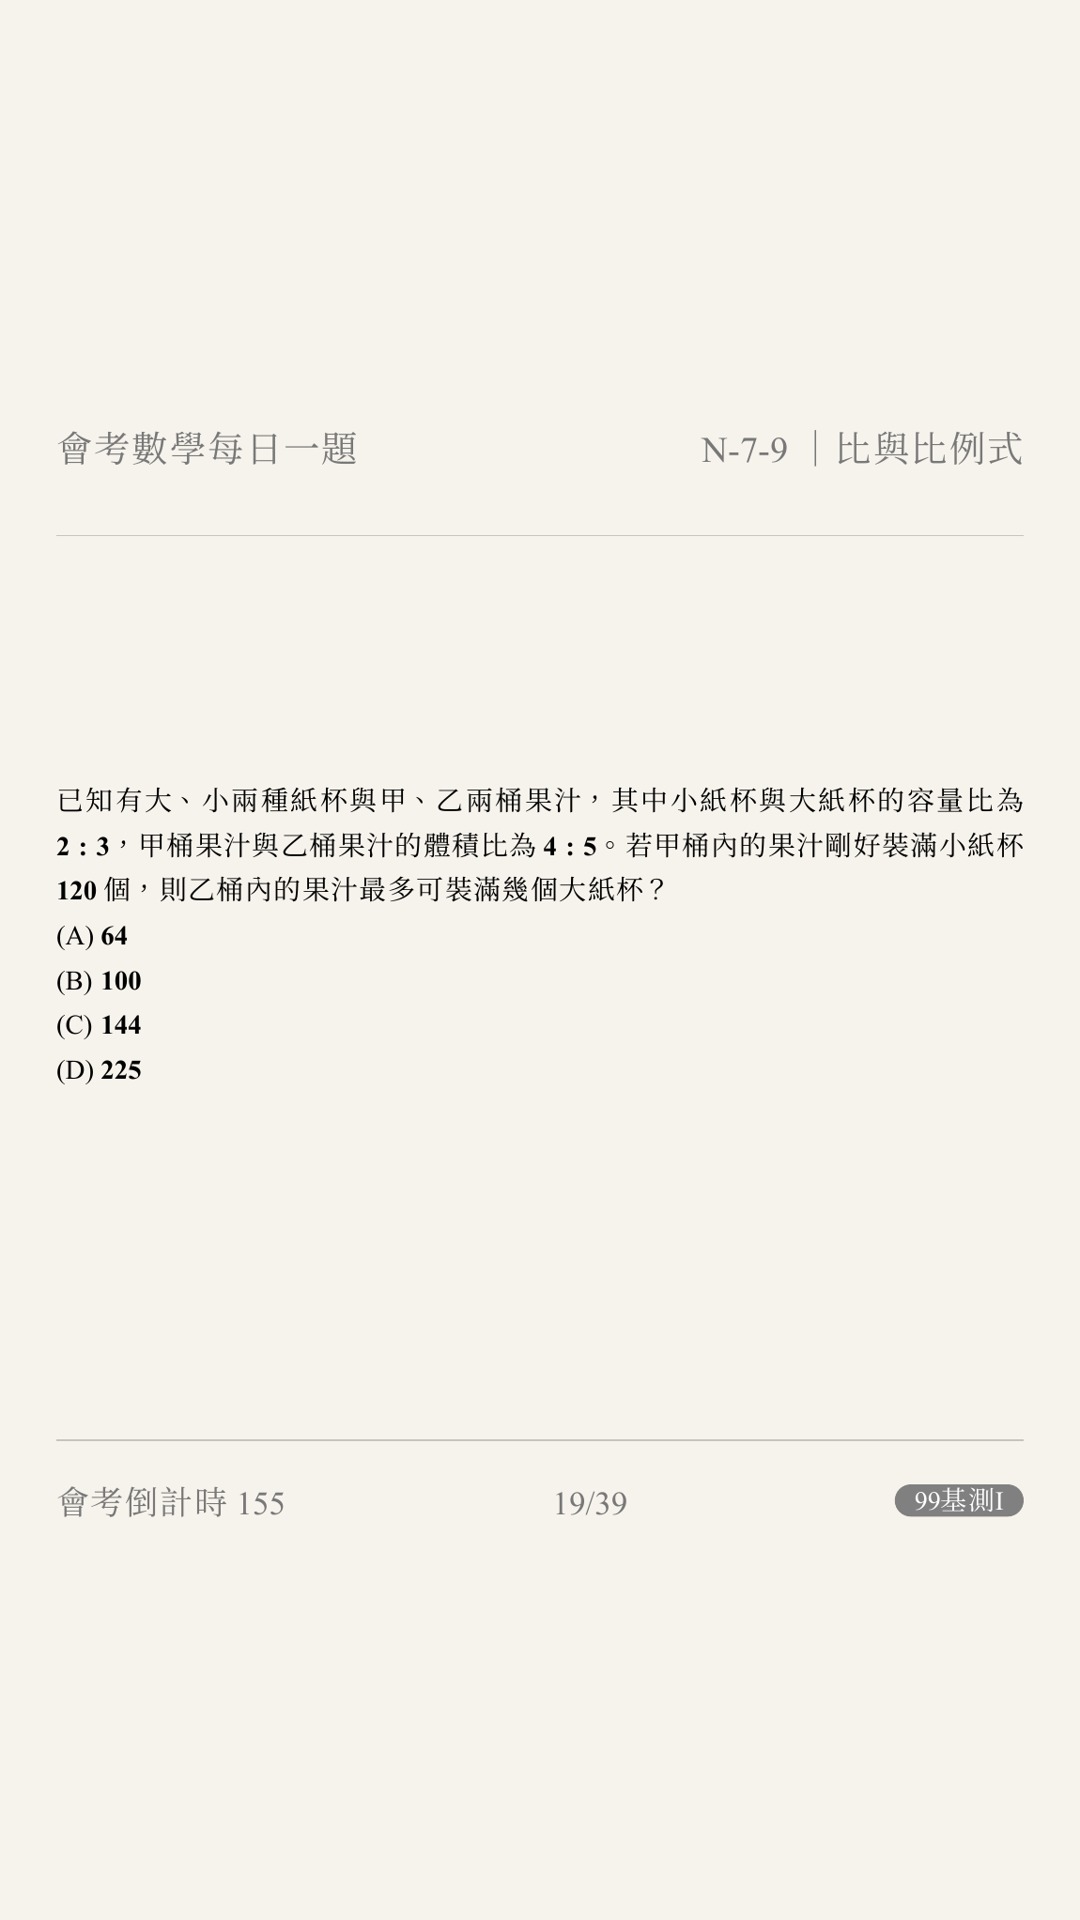 會考數學每日一題
N-7-9 | 比與比例式
已知有大、小兩種紙杯與甲、乙兩桶果汁，其中小紙杯與大紙杯的容量比為
2 : 3，甲桶果汁與乙桶果汁的體積比為 4 : 5。若甲桶內的果汁剛好裝滿小紙杯
120 個，則乙桶內的果汁最多可裝滿幾個大紙杯？
(A) 64
(B) 100
(C) 144
(D) 225
會考倒計時 155
19/39
99基測I